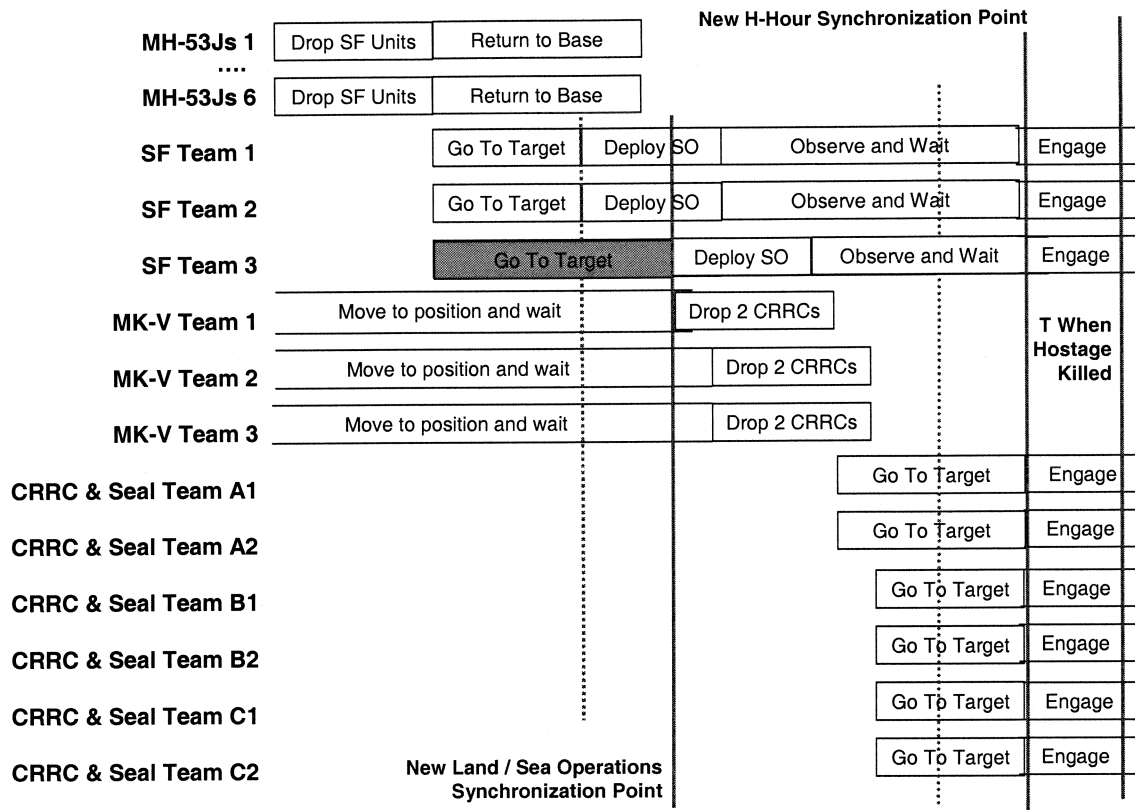 New H-Hour Synchronization Point
MH-53Js 1 Drop SF Units Return to Base
....
MH-53Js 6 Drop SF Units Return to Base
SF Team 1 Go To Target Deploy SO Observe and Wait Engage
SF Team 2 Go To Target Deploy SO Observe and Wait Engage
SF Team 3 Go To Target Deploy SO Observe and Wait Engage
MK-V Team 1 Move to position and wait Drop 2 CRRCs
T When
Hostage
Killed
MK-V Team 2 Move to position and wait Drop 2 CRRCs
MK-V Team 3 Move to position and wait Drop 2 CRRCs
CRRC & Seal Team A1 Go To Target Engage
CRRC & Seal Team A2 Go To Target Engage
CRRC & Seal Team B1 Go To Target Engage
CRRC & Seal Team B2 Go To Target Engage
CRRC & Seal Team C1 Go To Target Engage
CRRC & Seal Team C2 Go To Target Engage
New Land / Sea Operations
Synchronization Point